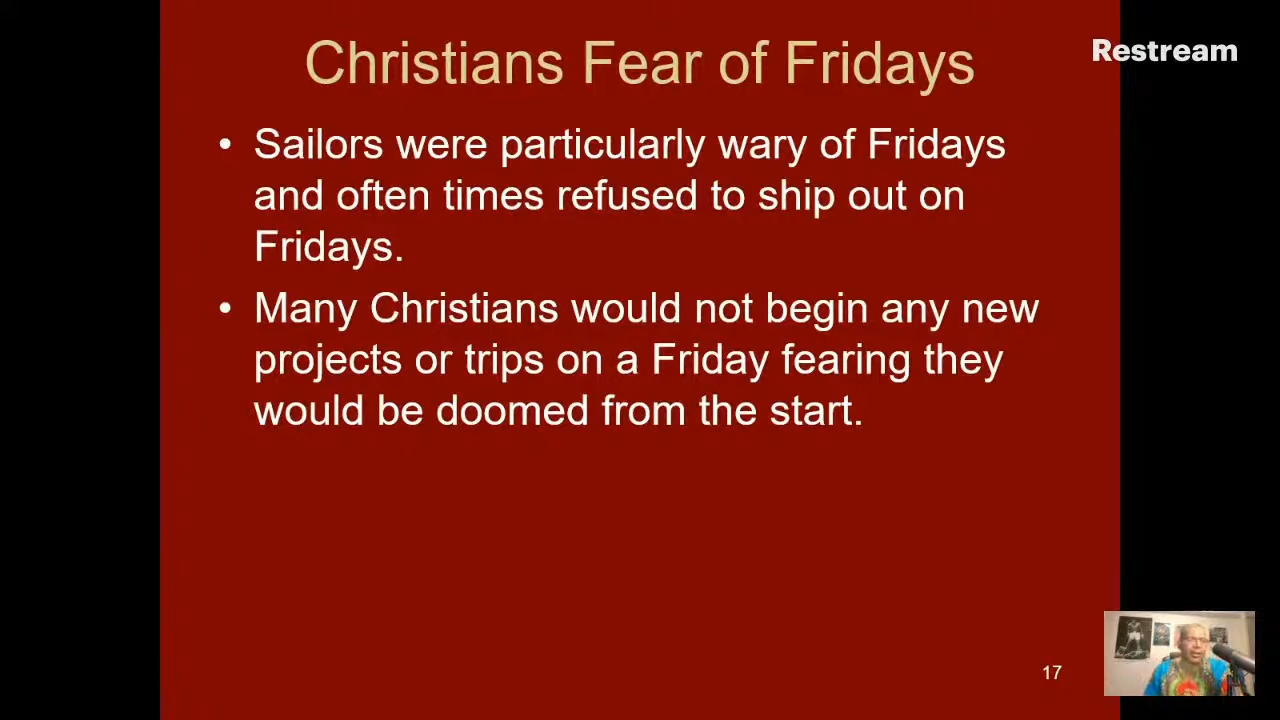 Christians Fear of Fridays
Restream
• Sailors were particularly wary of Fridays
and often times refused to ship out on
Fridays.
• Many Christians would not begin any new
projects or trips on a Friday fearing they
would be doomed from the start.
17